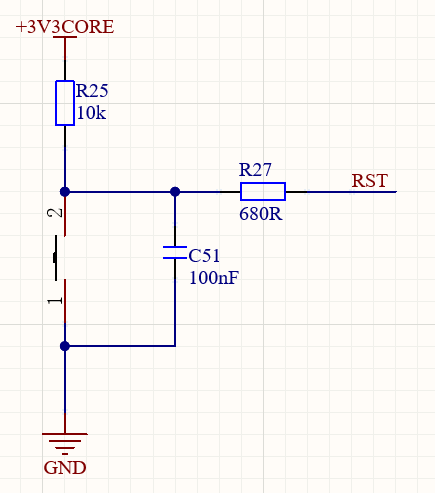 +3V3CORE
R25
10k
R27
RST
680R
2
C51
100nF
1
GND